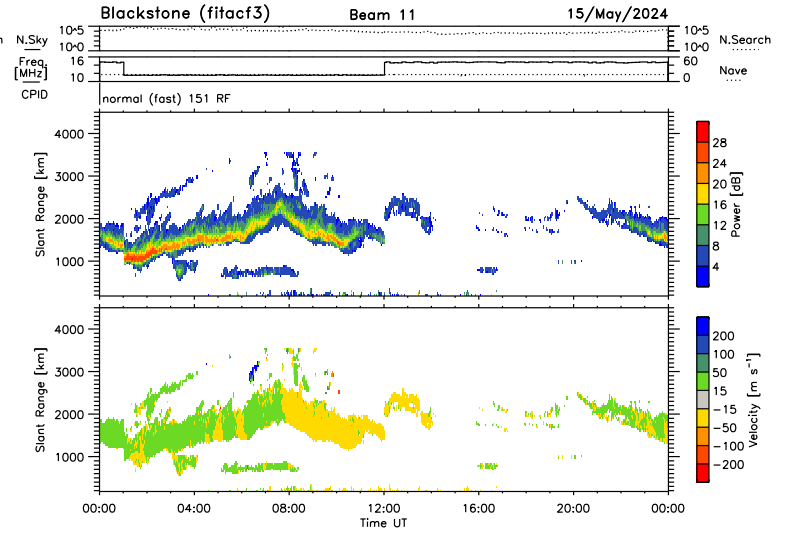 Blackstone (fitacf3) Beam 11 15/May/2024
N.Sky 10^5 10^0 10^5 10^0 N.Search
Freq. [MHz] 16 10 60 0 Nave
CPID normal (fast) 151 RF
Slant Range [km]
4000
3000
2000
1000
28
24
20
16
12
8
4
Power [dB]
Slant Range [km]
4000
3000
2000
1000
200
100
50
15
-15
-50
-100
-200
Velocity [m s⁻¹]
00:00 04:00 08:00 12:00 16:00 20:00 00:00
Time UT